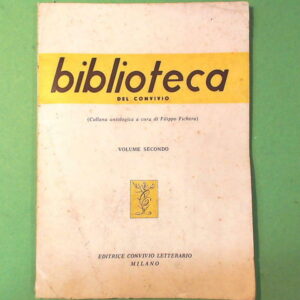 biblioteca
DEL CONVIVIO
(Collana antologica a cura di Filippo Fichera)
VOLUME SECONDO
EDITRICE CONVIVIO LETTERARIO
MILANO